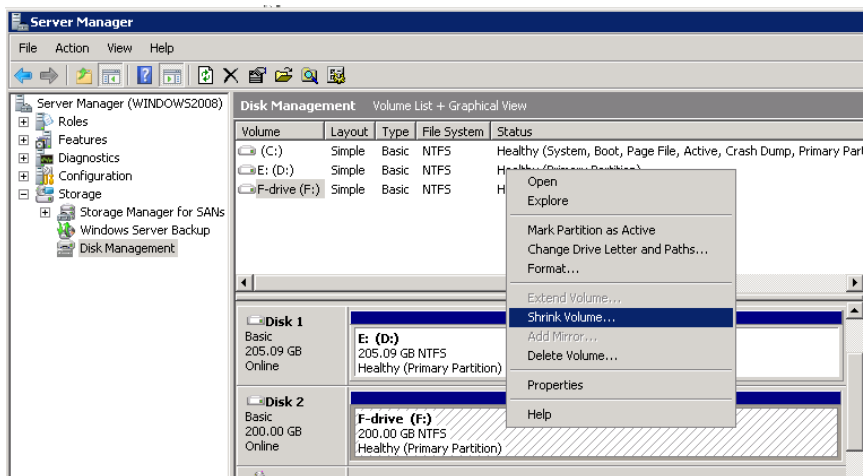 Server Manager
File Action View Help
Server Manager (WINDOWS2008)
Roles
Features
Diagnostics
Configuration
Storage
Storage Manager for SANs
Windows Server Backup
Disk Management
Disk Management Volume List + Graphical View
Volume Layout Type File System Status
(C:) Simple Basic NTFS Healthy (System, Boot, Page File, Active, Crash Dump, Primary Part
E: (D:) Simple Basic NTFS Healthy (Primary Partition)
F-drive (F:) Simple Basic NTFS H
Open
Explore
Mark Partition as Active
Change Drive Letter and Paths...
Format...
Extend Volume...
Shrink Volume...
Add Mirror...
Delete Volume...
Properties
Help
Disk 1
Basic
205.09 GB
Online
E: (D:)
205.09 GB NTFS
Healthy (Primary Partition)
Disk 2
Basic
200.00 GB
Online
F-drive (F:)
200.00 GB NTFS
Healthy (Primary Partition)